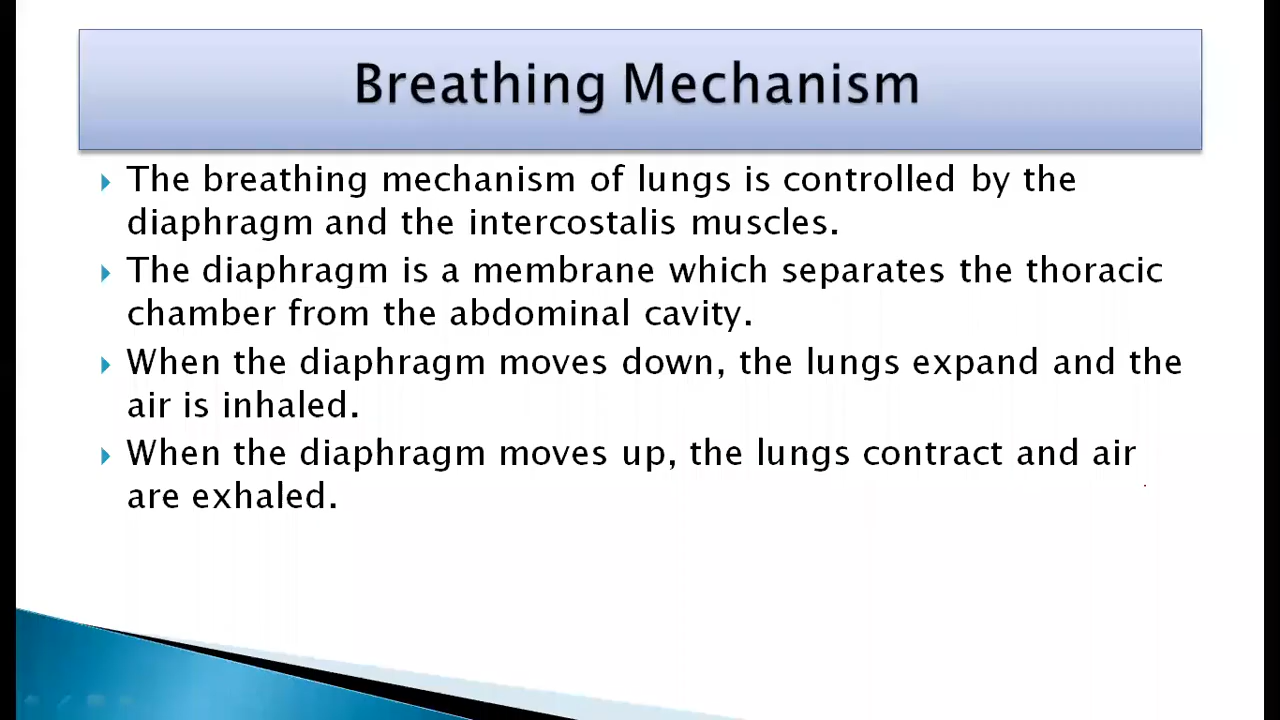 Breathing Mechanism
The breathing mechanism of lungs is controlled by the
diaphragm and the intercostalis muscles.
The diaphragm is a membrane which separates the thoracic
chamber from the abdominal cavity.
When the diaphragm moves down, the lungs expand and the
air is inhaled.
When the diaphragm moves up, the lungs contract and air
are exhaled.